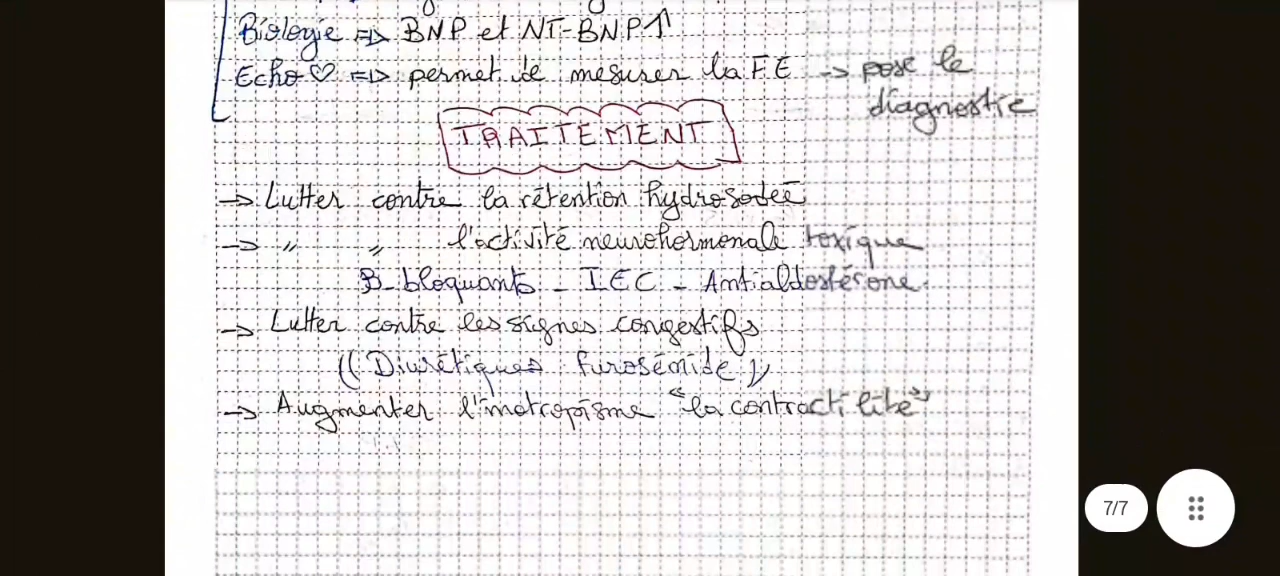 Biologie => BNP et NT-BNP↑
Echo♡ => permet de mesurer la FE -> pose le
diagnostic
TRAITEMENT
-> Lutter contre la rétention hydrosodée
-> " " l'activité neurohormonale toxique
B-bloquants - IEC - Antialdostérone.
-> Lutter contre les signes congestifs
(( Diurétiques furosémide ))
-> Augmenter l'inotropisme "la contractilité"
7/7